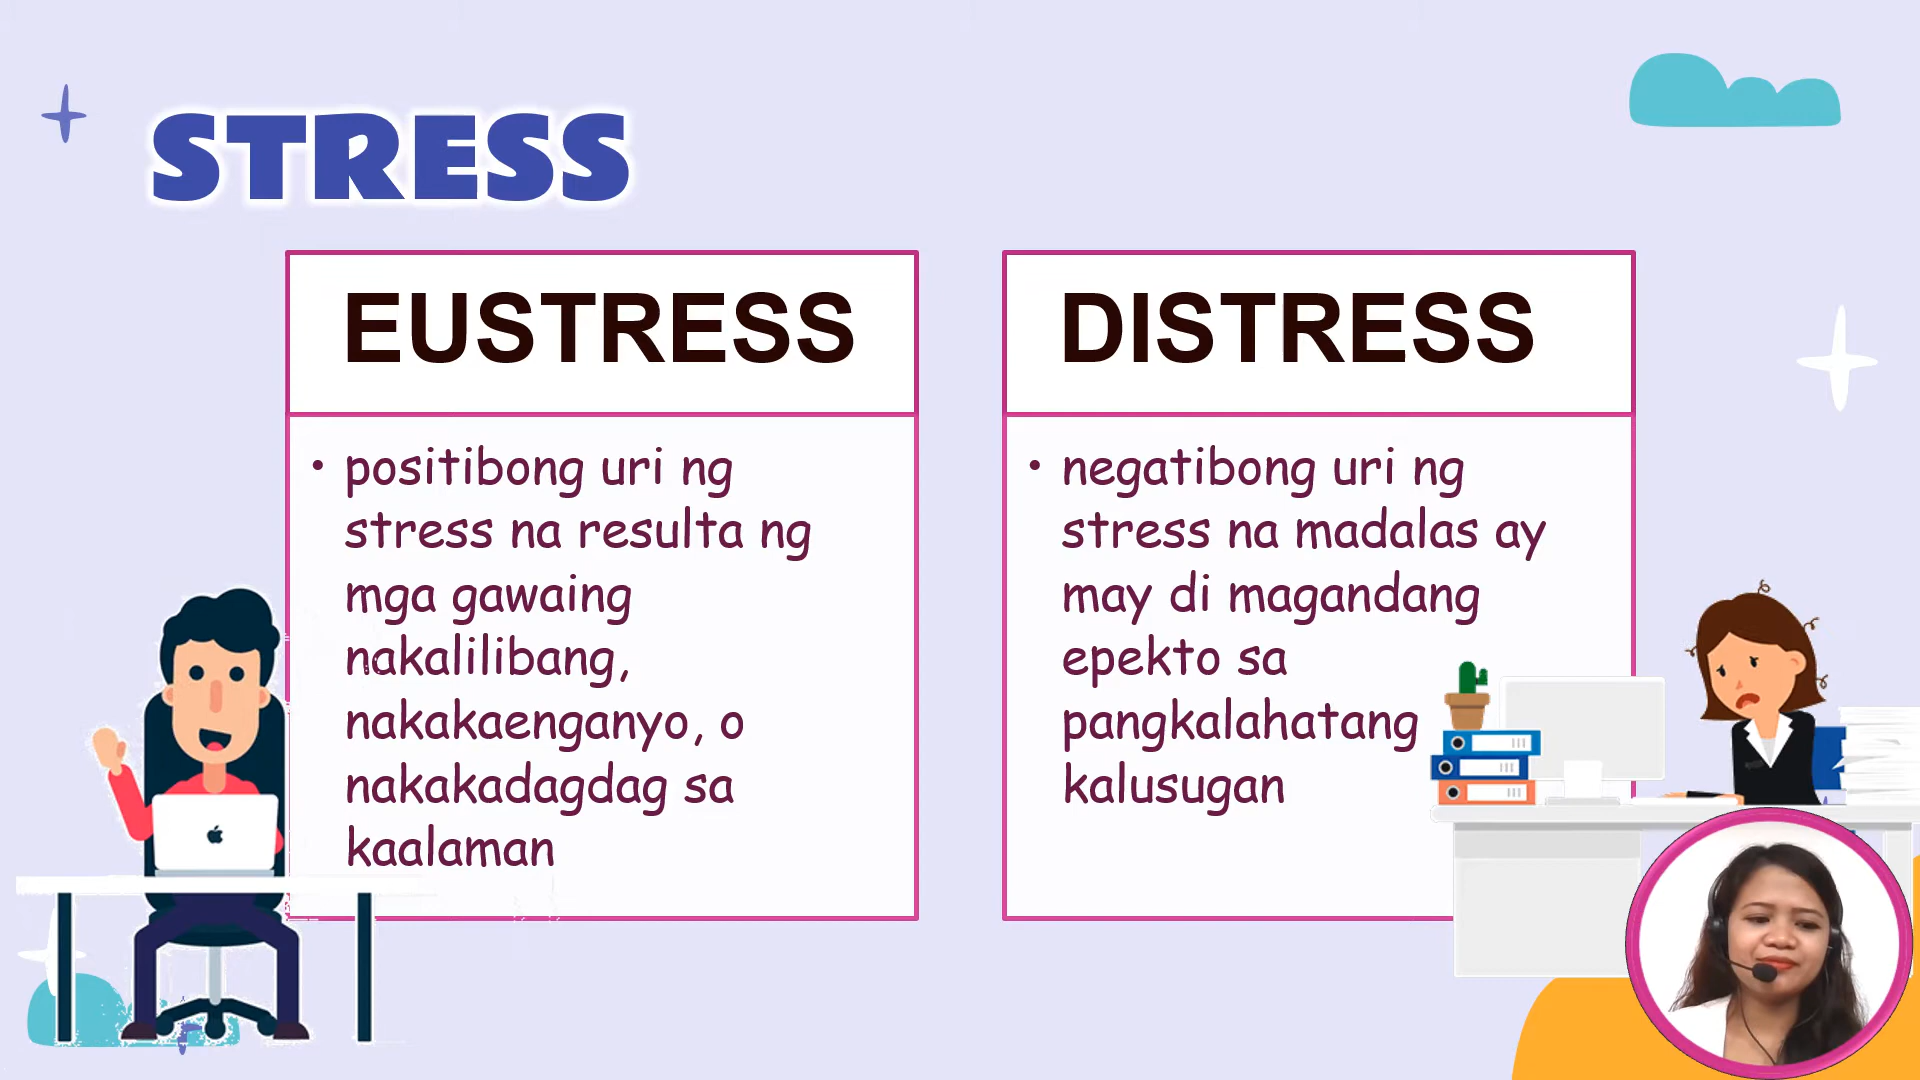 STRESS
EUSTRESS
• positibong uri ng
stress na resulta ng
mga gawaing
nakalilibang,
nakakaenganyo, o
nakakadagdag sa
kaalaman
DISTRESS
• negatibong uri ng
stress na madalas ay
may di magandang
epekto sa
pangkalahatang
kalusugan